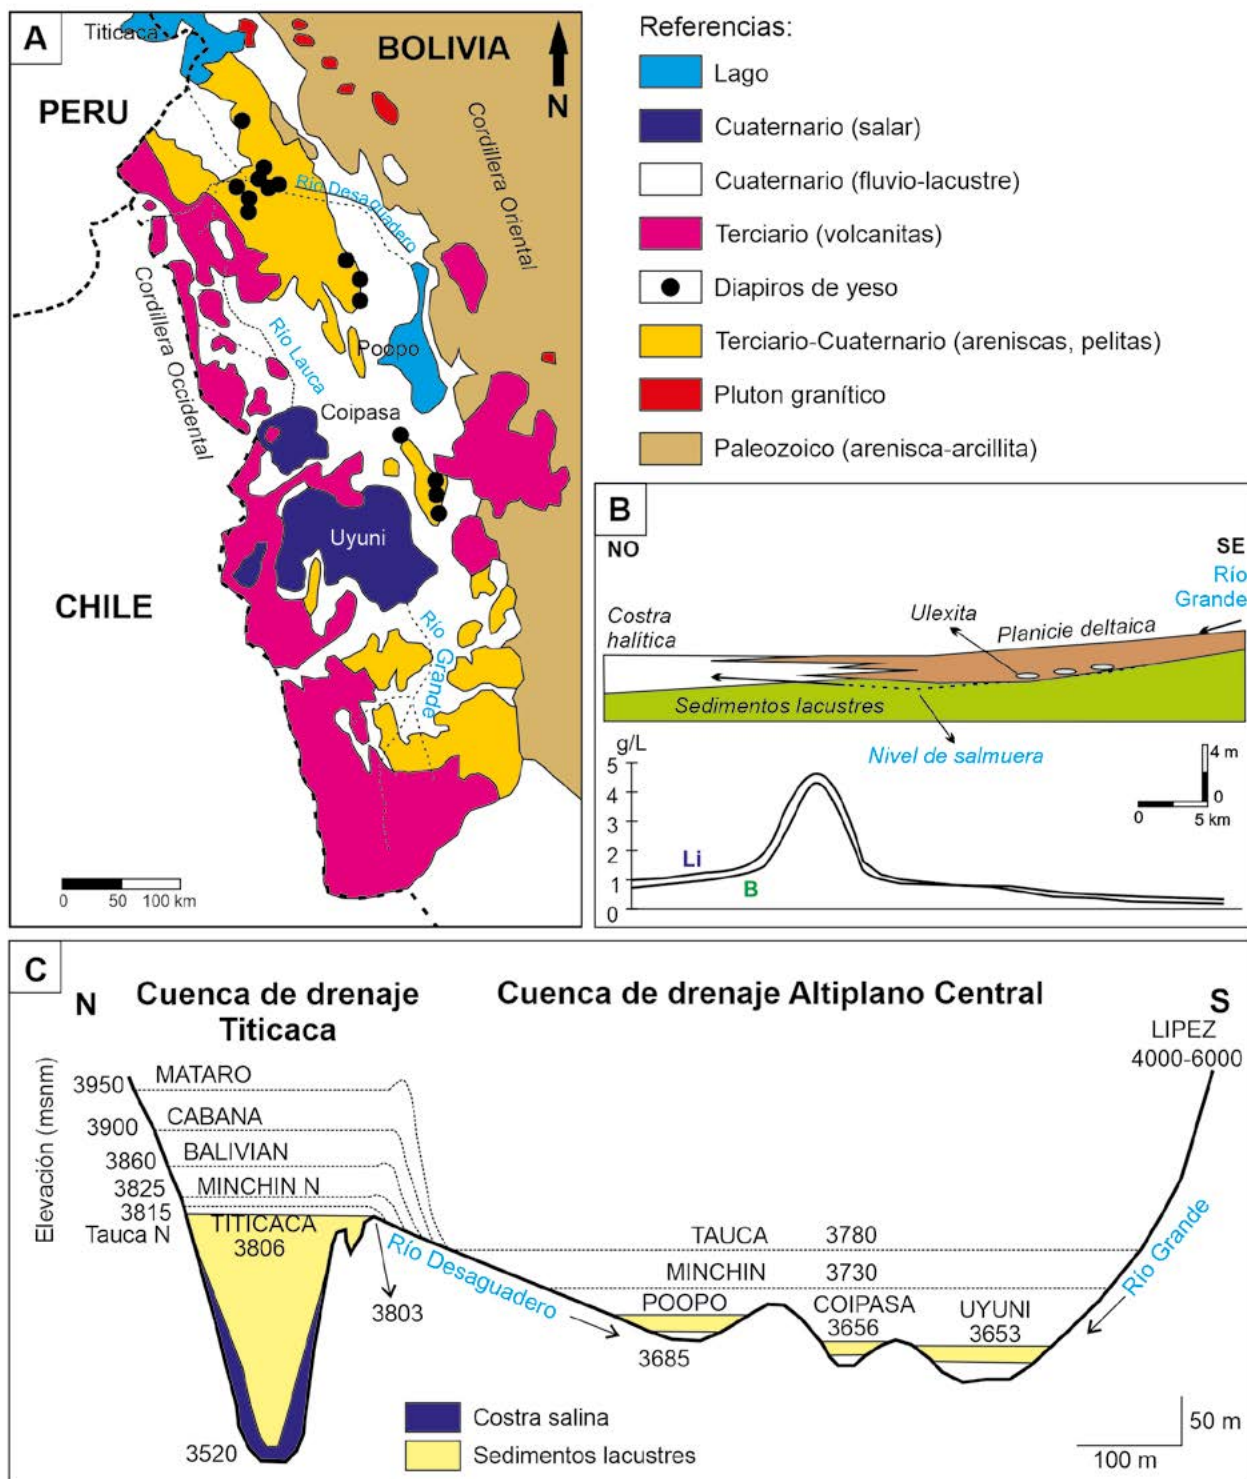 A
Titicaca
BOLIVIA
N
PERU
Cordillera Oriental
Río Desaguadero
Cordillera Occidental
Río Lauca
Poopo
Coipasa
Uyuni
CHILE
Río Grande
0 50 100 km
Referencias:
Lago
Cuaternario (salar)
Cuaternario (fluvio-lacustre)
Terciario (volcanitas)
Diapiros de yeso
Terciario-Cuaternario (areniscas, pelitas)
Pluton granítico
Paleozoico (arenisca-arcillita)
B
NO
SE
Río
Grande
Costra
halítica
Ulexita
Planicie deltaica
Sedimentos lacustres
Nivel de salmuera
g/L
5
4
3
2
1
0
Li
B
4 m
0
0 5 km
C
N
Cuenca de drenaje
Titicaca
Cuenca de drenaje Altiplano Central
S
LIPEZ
4000-6000
Elevación (msnm)
3950 MATARO
3900 CABANA
3860 BALIVIAN
3825 MINCHIN N
3815
Tauca N
TITICACA
3806
Río Desaguadero
3803
3520
TAUCA 3780
MINCHIN 3730
POOPO
3685
COIPASA
3656
UYUNI
3653
Río Grande
Costra salina
Sedimentos lacustres
50 m
100 m